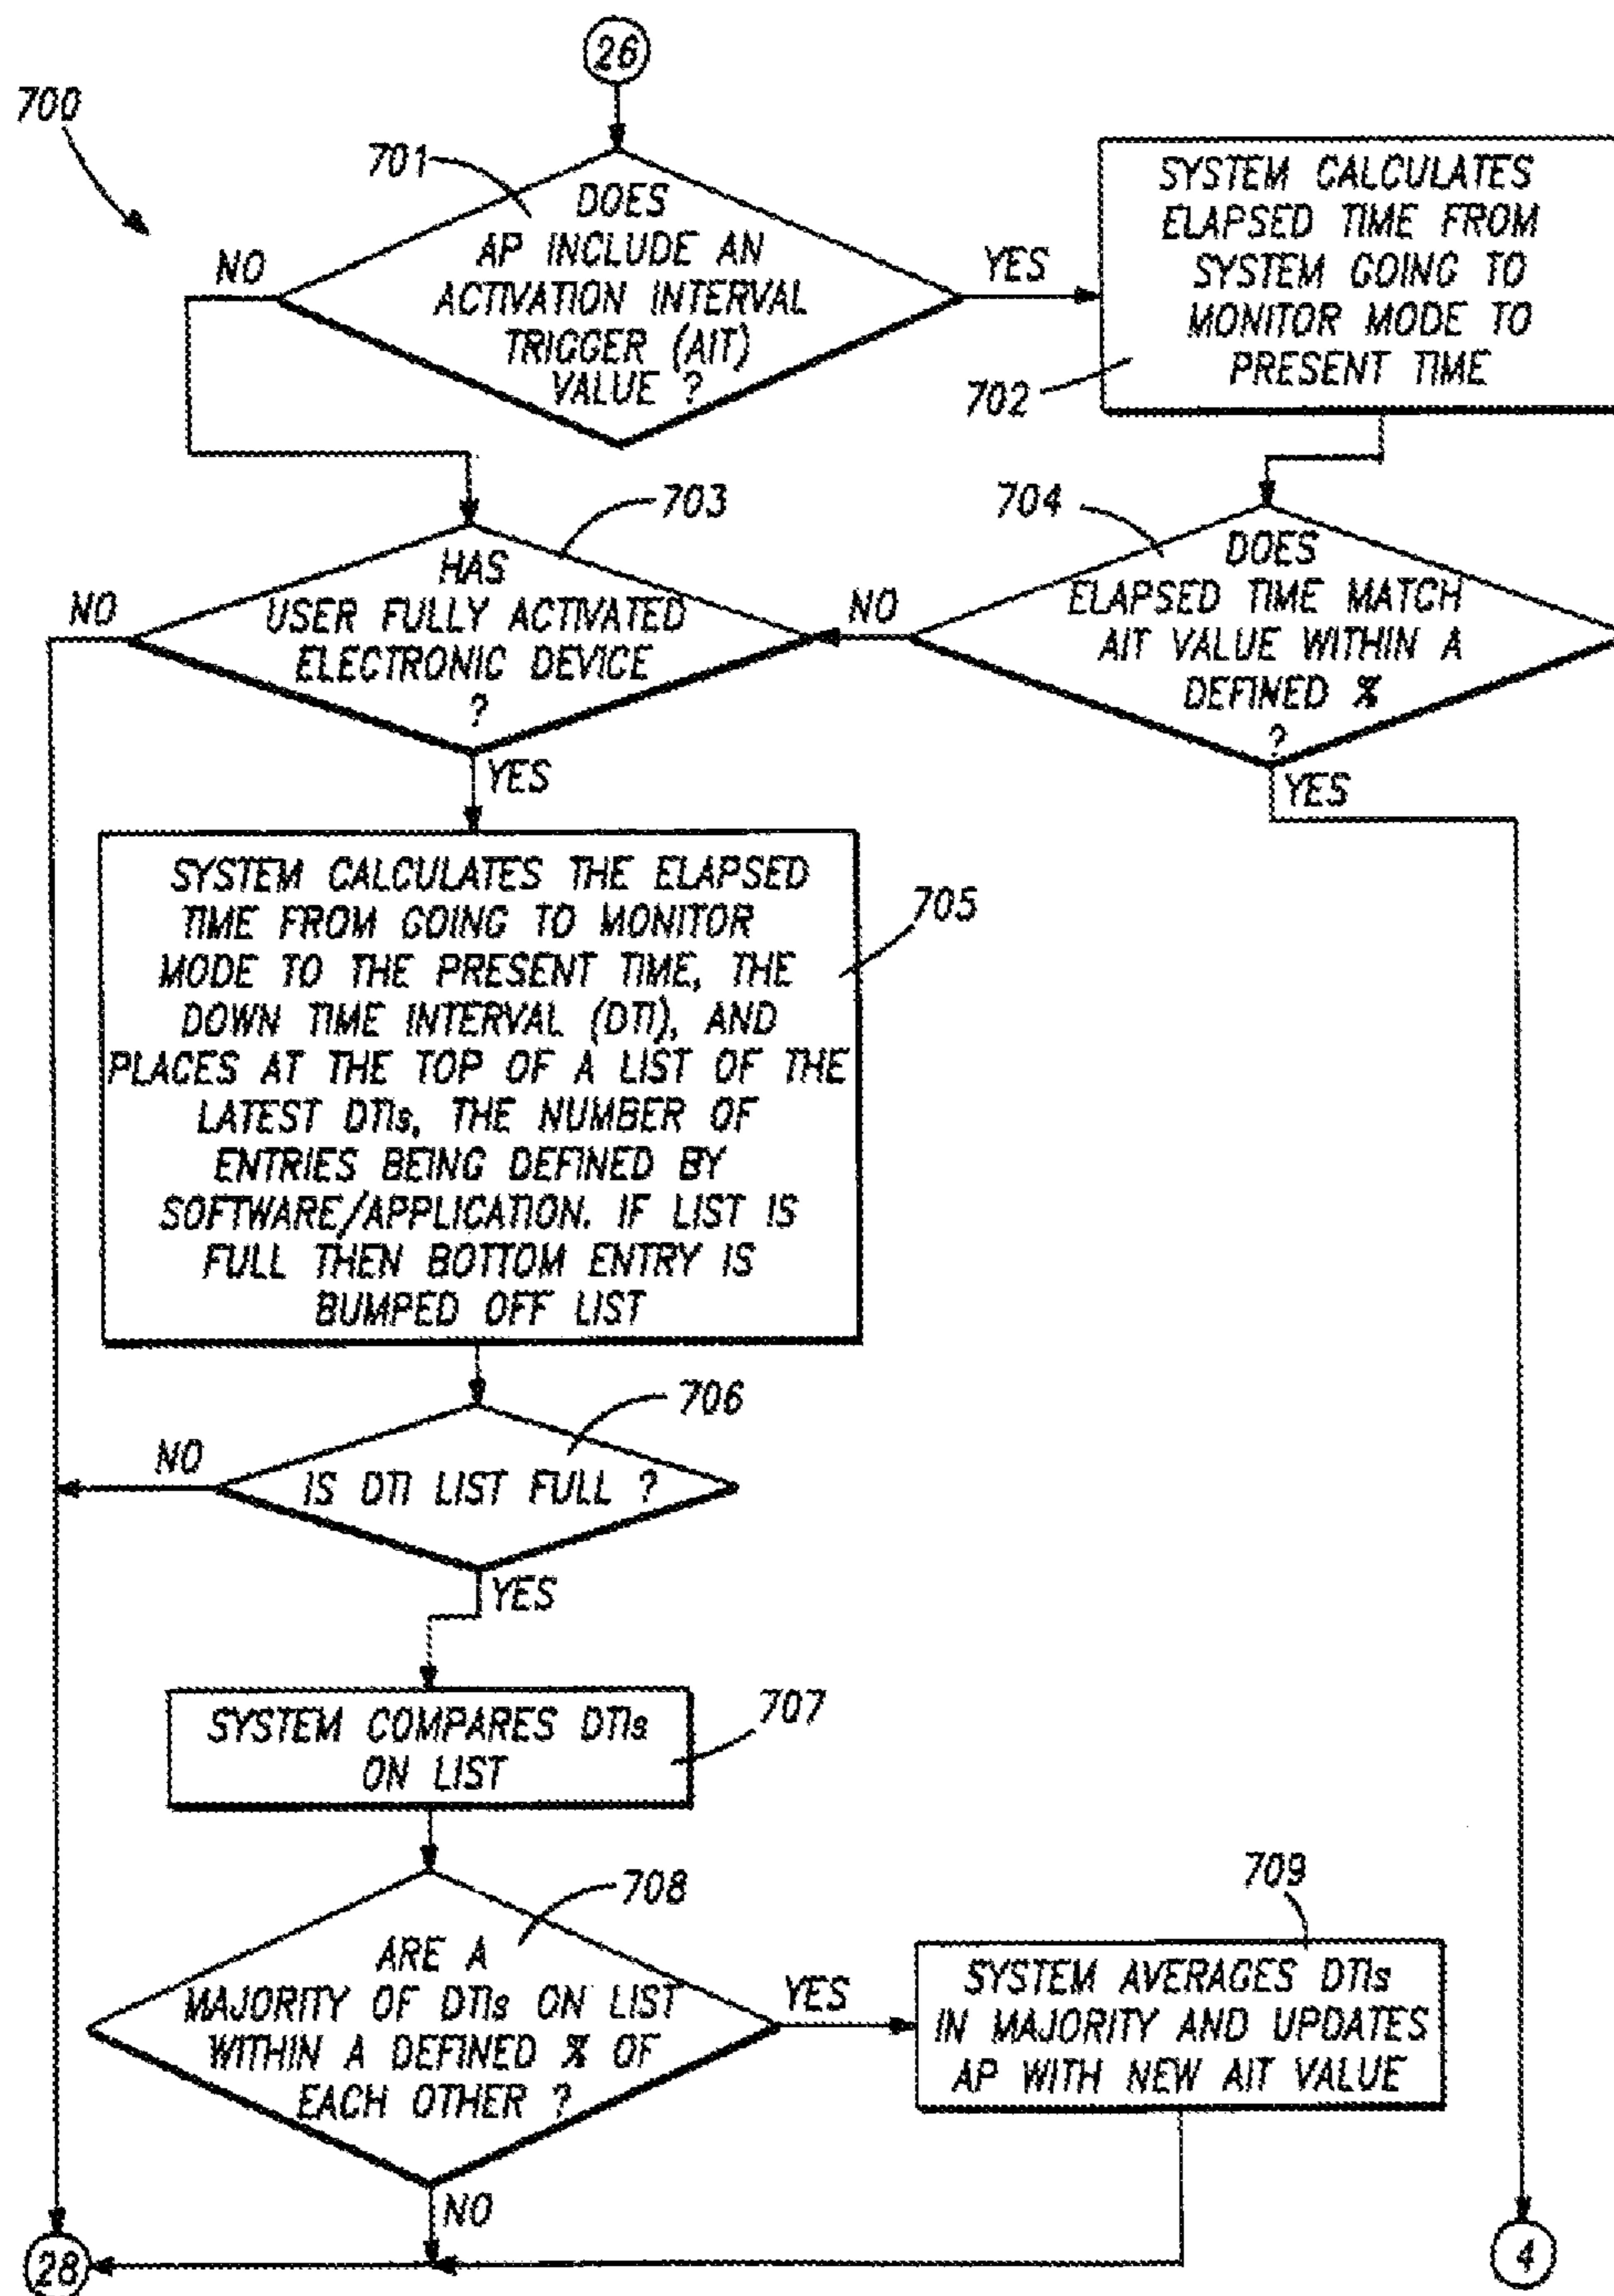 26
700
701
DOES
AP INCLUDE AN
ACTIVATION INTERVAL
TRIGGER (AIT)
VALUE ?
NO
YES
SYSTEM CALCULATES
ELAPSED TIME FROM
SYSTEM GOING TO
MONITOR MODE TO
PRESENT TIME
702
703
HAS
USER FULLY ACTIVATED
ELECTRONIC DEVICE
?
NO
YES
704
DOES
ELAPSED TIME MATCH
AIT VALUE WITHIN A
DEFINED %
?
NO
YES
SYSTEM CALCULATES THE ELAPSED
TIME FROM GOING TO MONITOR
MODE TO THE PRESENT TIME, THE
DOWN TIME INTERVAL (DTI), AND
PLACES AT THE TOP OF A LIST OF THE
LATEST DTIs, THE NUMBER OF
ENTRIES BEING DEFINED BY
SOFTWARE/APPLICATION. IF LIST IS
FULL THEN BOTTOM ENTRY IS
BUMPED OFF LIST
705
706
NO
IS DTI LIST FULL ?
YES
SYSTEM COMPARES DTIs
ON LIST
707
708
ARE A
MAJORITY OF DTIs ON LIST
WITHIN A DEFINED % OF
EACH OTHER ?
YES
NO
709
SYSTEM AVERAGES DTIs
IN MAJORITY AND UPDATES
AP WITH NEW AIT VALUE
28
4